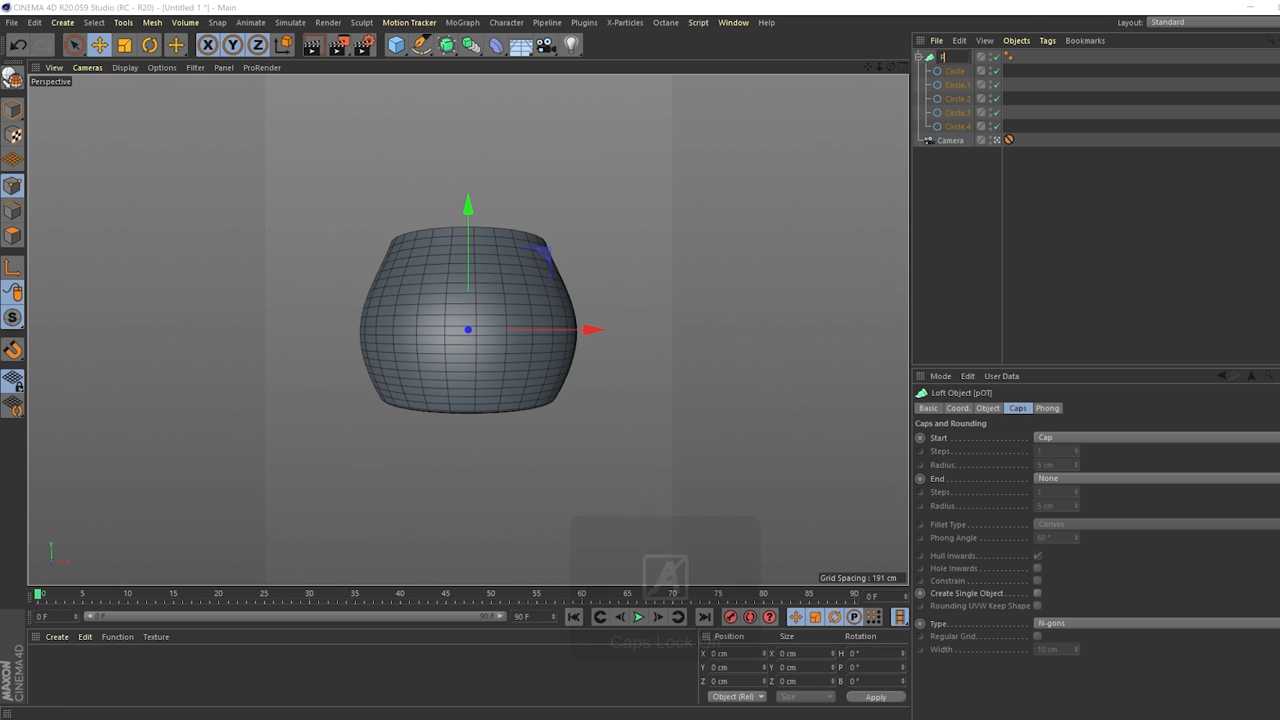 CINEMA 4D R20.059 Studio (RC - R20) - [Untitled 1 *] - Main
File Edit Create Select Tools Mesh Volume Snap Animate Simulate Render Sculpt Motion Tracker MoGraph Character Pipeline Plugins X-Particles Octane Script Window Help Layout: Standard
File Edit View Objects Tags Bookmarks
X Y Z
View Cameras Display Options Filter Panel ProRender
Perspective
Circle
Circle.1
Circle.2
Circle.3
Circle.4
Camera
Mode Edit User Data
Loft Object [pOT]
Basic Coord. Object Caps Phong
Caps and Rounding
Start Cap
Steps 1
Radius 5 cm
End None
Steps 1
Radius 5 cm
Fillet Type Convex
Phong Angle 60 °
Hull Inwards
Hole Inwards
Constrain
Create Single Object
Rounding UVW Keep Shape
Type N-gons
Regular Grid
Width 10 cm
Y
X
Grid Spacing : 191 cm
0 5 10 15 20 25 30 35 40 45 50 55 60 65 70 75 80 85 90 0 F
0 F 0 F 90 F 90 F
Create Edit Function Texture
Position Size Rotation
X 0 cm X 0 cm H 0 °
Y 0 cm Y 0 cm P 0 °
Z 0 cm Z 0 cm B 0 °
Object (Rel) Size Apply
A
Caps Lock Off
MAXON CINEMA 4D